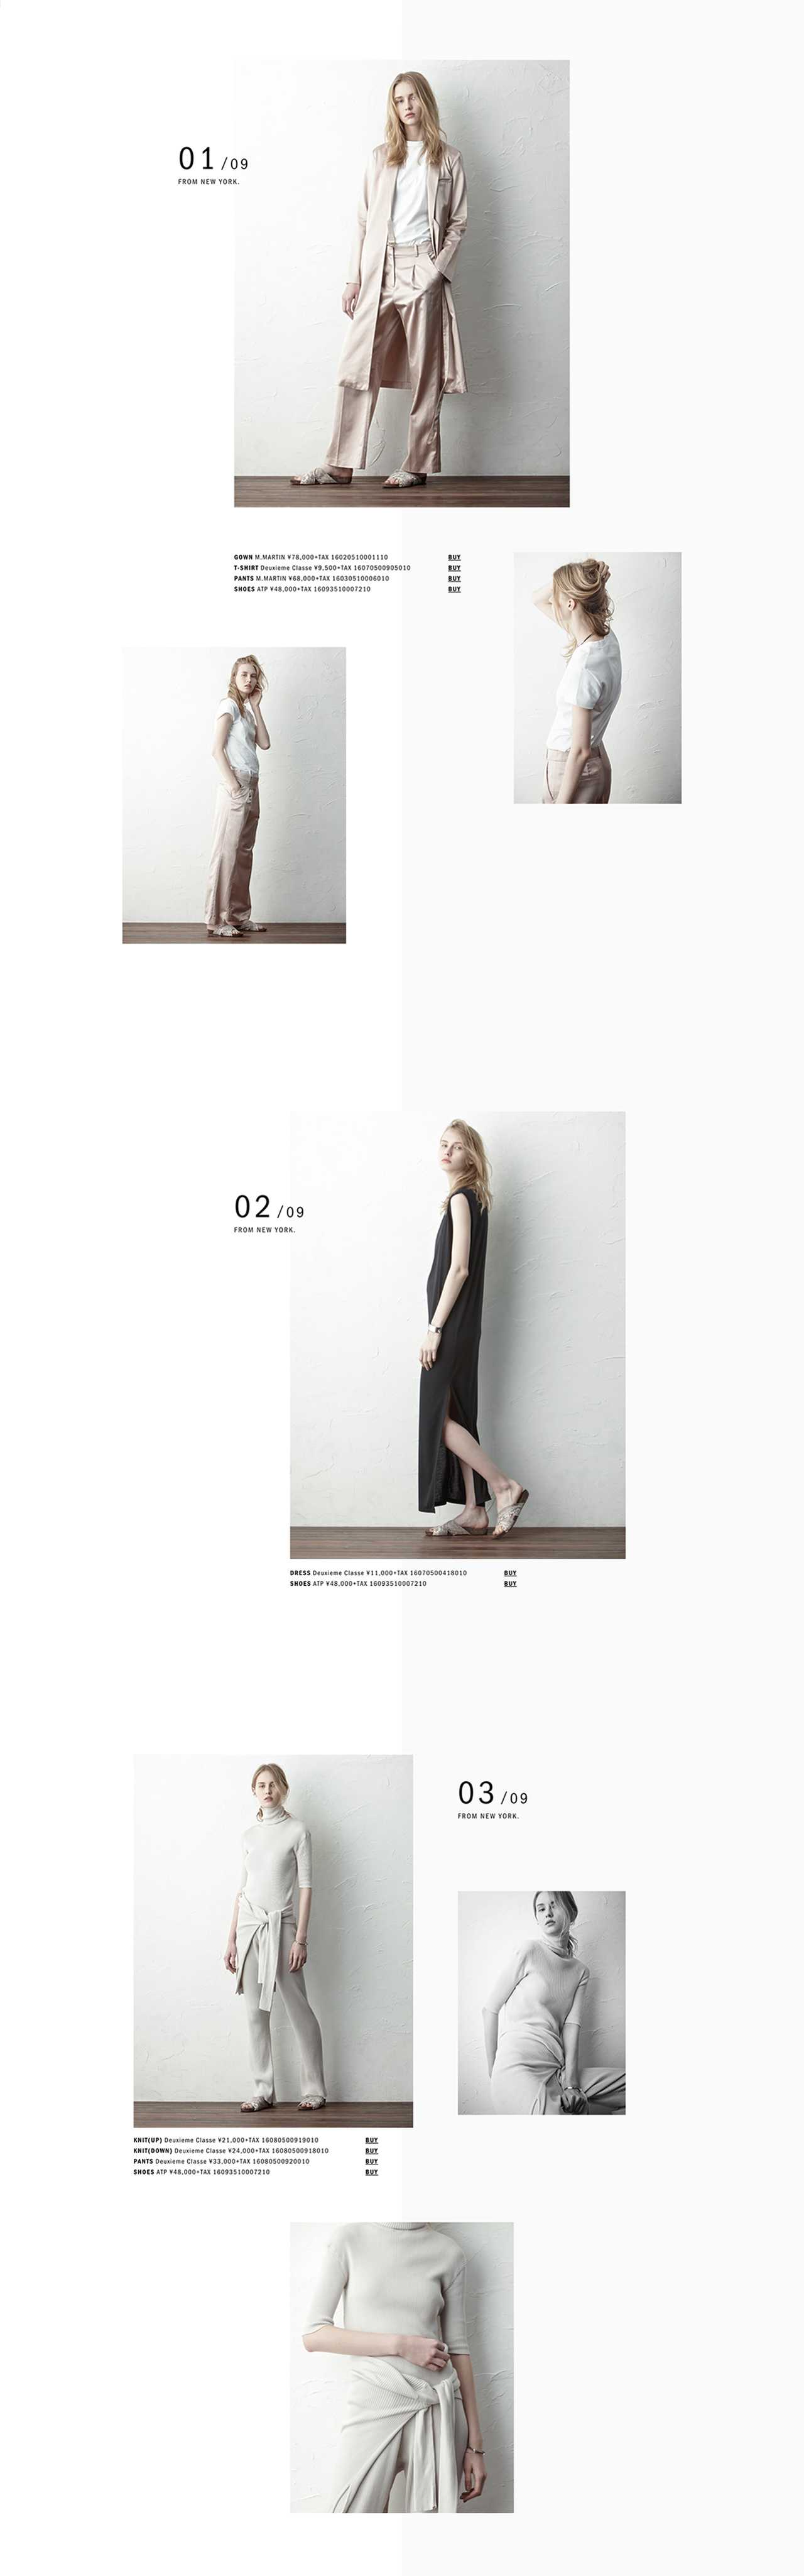 01/09
FROM NEW YORK.
GOWN M.MARTIN ¥78,000+TAX 16020510001110 BUY
T-SHIRT Deuxieme Classe ¥9,500+TAX 16070500905010 BUY
PANTS M.MARTIN ¥68,000+TAX 16030510006010 BUY
SHOES ATP ¥48,000+TAX 16093510007210 BUY
02/09
FROM NEW YORK.
DRESS Deuxieme Classe ¥11,000+TAX 16070500418010 BUY
SHOES ATP ¥48,000+TAX 16093510007210 BUY
03/09
FROM NEW YORK.
KNIT(UP) Deuxieme Classe ¥21,000+TAX 16080500919010 BUY
KNIT(DOWN) Deuxieme Classe ¥24,000+TAX 16080500918010 BUY
PANTS Deuxieme Classe ¥33,000+TAX 16080500920010 BUY
SHOES ATP ¥48,000+TAX 16093510007210 BUY